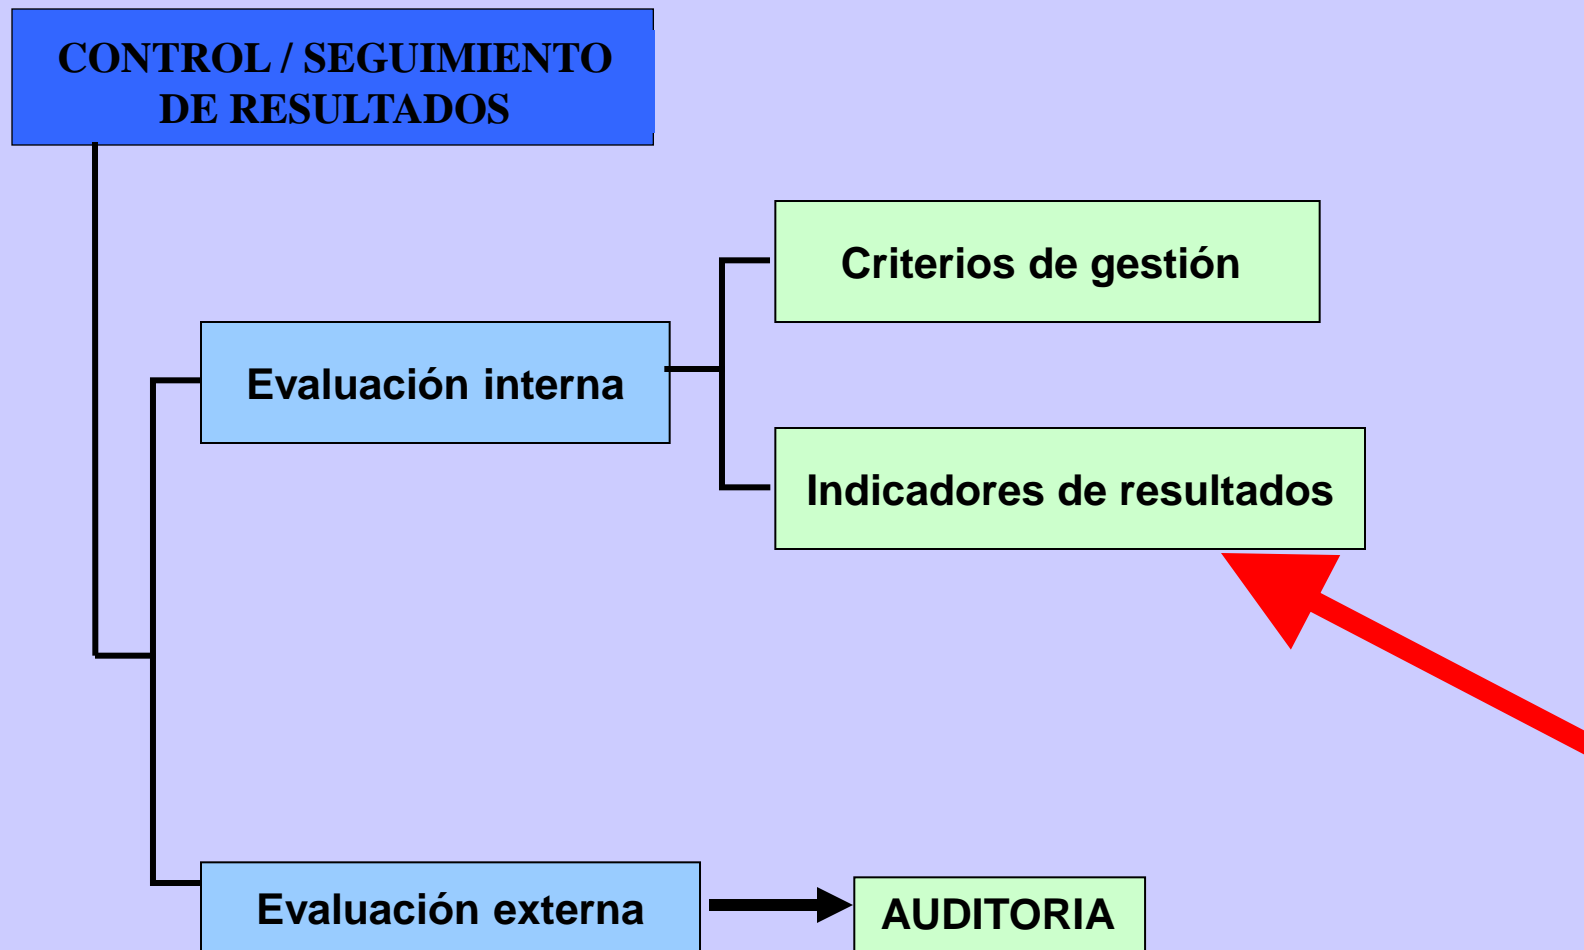 CONTROL / SEGUIMIENTO
DE RESULTADOS
Criterios de gestión
Evaluación interna
Indicadores de resultados
Evaluación externa
AUDITORIA